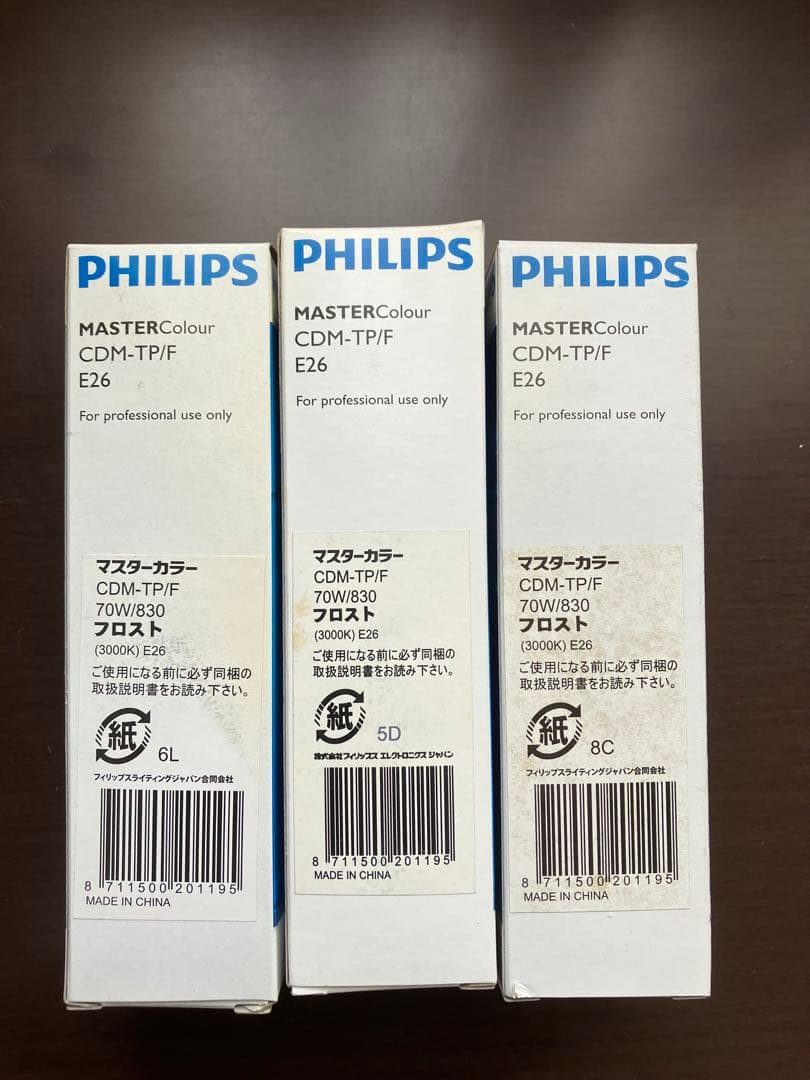 PHILIPS
MASTERColour
CDM-TP/F
E26
For professional use only
マスターカラー
CDM-TP/F
70W/830
フロスト
(3000K) E26
ご使用になる前に必ず同梱の
取扱説明書をお読み下さい。
紙
6L
フィリップスライティングジャパン合同会社
8 711500 201195
MADE IN CHINA
PHILIPS
MASTERColour
CDM-TP/F
E26
For professional use only
マスターカラー
CDM-TP/F
70W/830
フロスト
(3000K) E26
ご使用になる前に必ず同梱の
取扱説明書をお読み下さい。
紙
5D
株式会社フィリップス エレクトロニクス ジャパン
8 711500 201195
MADE IN CHINA
PHILIPS
MASTERColour
CDM-TP/F
E26
For professional use only
マスターカラー
CDM-TP/F
70W/830
フロスト
(3000K) E26
ご使用になる前に必ず同梱の
取扱説明書をお読み下さい。
紙
8C
フィリップスライティングジャパン合同会社
8 711500 201195
MADE IN CHINA